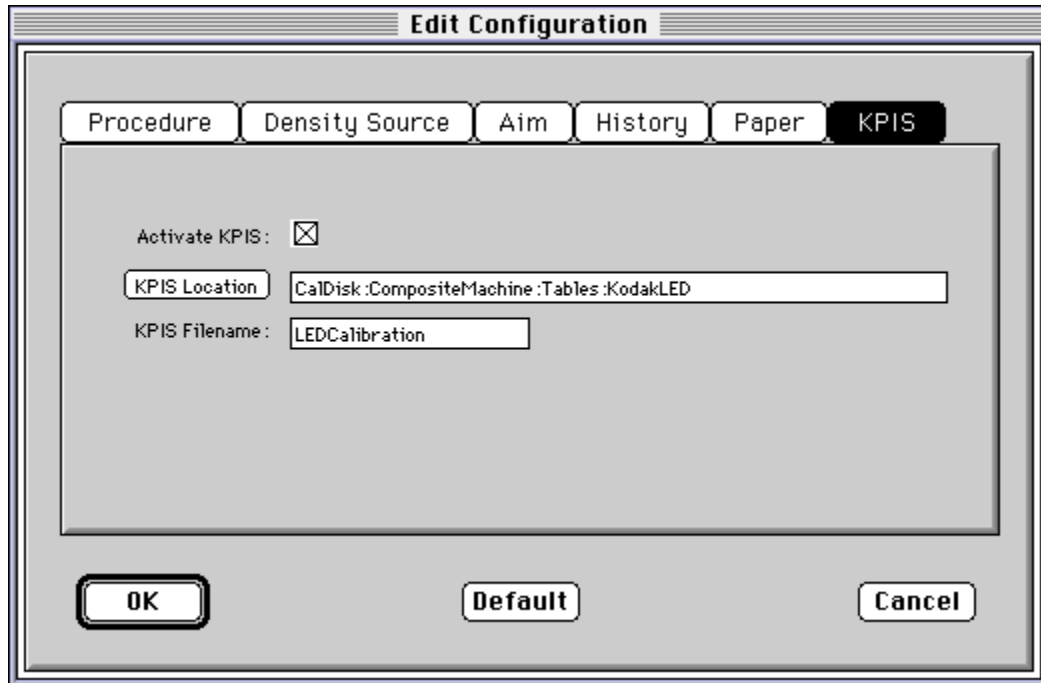 Edit Configuration
Procedure Density Source Aim History Paper KPIS
Activate KPIS:
KPIS Location CalDisk:CompositeMachine:Tables:KodakLED
KPIS Filename: LEDCalibration
OK Default Cancel